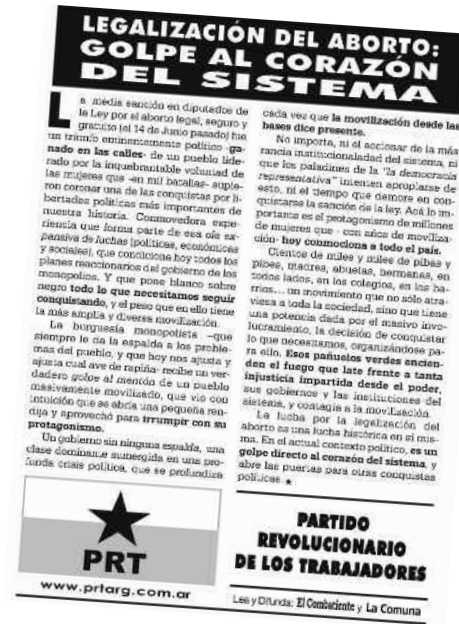 LEGALIZACIÓN DEL ABORTO:
GOLPE AL CORAZÓN
DEL SISTEMA
La media sanción en diputados de
la Ley por el aborto legal, seguro y
gratuito (el 14 de Junio pasado) fue
un triunfo eminentemente político -ga-
nado en las calles- de un pueblo lide-
rado por la inquebrantable voluntad de
las mujeres que -en mil batallas- supie-
ron coronar una de las conquistas por li-
bertades políticas más importantes de
nuestra historia. Conmovedora expe-
riencia que forma parte de esa ola ex-
pansiva de luchas (políticas, económicas
y sociales), que condiciona hoy todos los
planes reaccionarios del gobierno de los
monopolios. Y que pone blanco sobre
negro todo lo que necesitamos seguir
conquistando, y el peso que en ello tiene
la más amplia y diversa movilización.
La burguesía monopolista -que
siempre le da la espalda a los proble-
mas del pueblo, y que hoy nos ajusta y
ajusta cual ave de rapiña- recibe un ver-
dadero golpe al mentón de un pueblo
masivamente movilizado, que vio con
intuición que se abría una pequeña ren-
dija y aprovechó para irrumpir con su
protagonismo.
Un gobierno sin ninguna espalda, una
clase dominante sumergida en una pro-
funda crisis política, que se profundiza
cada vez que la movilización desde las
bases dice presente.
No importa, ni el accionar de la más
rancia institucionalidad del sistema, ni
que los paladines de la "la democracia
representativa" intenten apropiarse de
esto, ni el tiempo que demore en con-
quistarse la sanción de la ley. Acá lo im-
portante es el protagonismo de millones
de mujeres que - con años de moviliza-
ción- hoy conmociona a todo el país.
Cientos de miles y miles de pibas y
pibes, madres, abuelas, hermanas, en
todos lados, en los colegios, en los ba-
rrios... un movimiento que no sólo atra-
viesa a toda la sociedad, sino que tiene
una potencia dada por el masivo invo-
lucramiento, la decisión de conquistar
lo que necesitamos, organizándose pa-
ra ello. Esos pañuelos verdes encien-
den el fuego que late frente a tanta
injusticia impartida desde el poder,
sus gobiernos y las instituciones del
sistema, y contagia a la movilización.
La lucha por la legalización del
aborto es una lucha histórica en sí mis-
ma. En el actual contexto político, es un
golpe directo al corazón del sistema, y
abre las puertas para otras conquistas
políticas.
PRT
www.prtarg.com.ar
PARTIDO
REVOLUCIONARIO
DE LOS TRABAJADORES
Lea y Difunda: El Combatiente y La Comuna